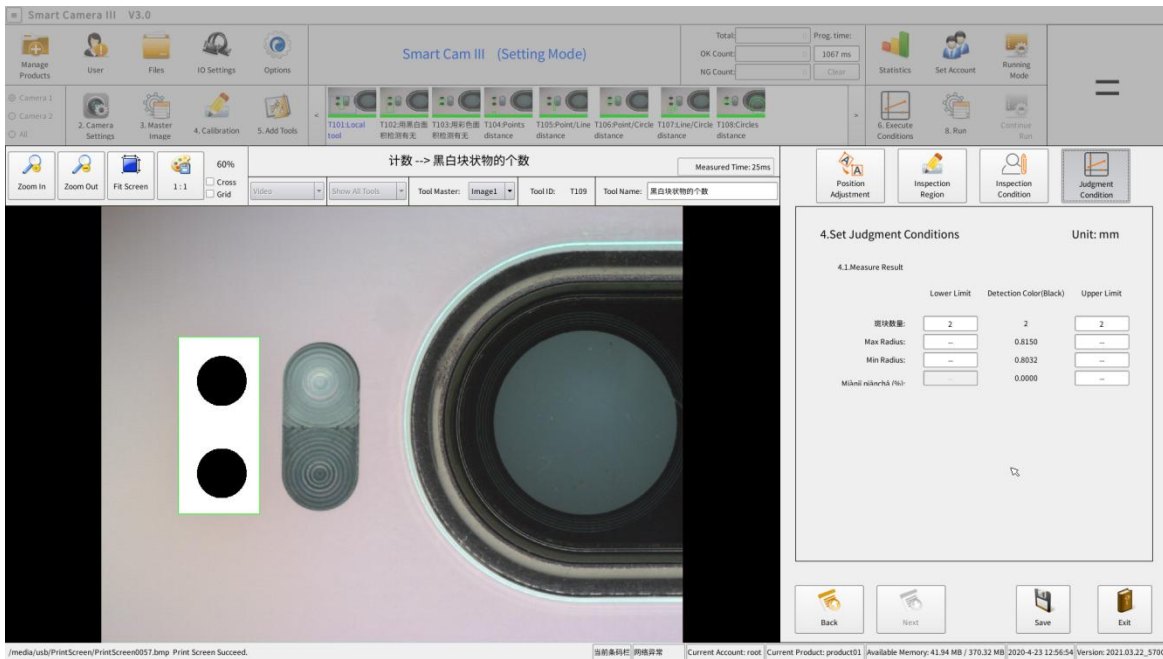 Smart Camera III V3.0
Manage
Products
User
Files
IO Settings
Options
Smart Cam III (Setting Mode)
Total: 0
OK Count: 0
NG Count: 0
Prog. time:
1067 ms
Clear
Statistics
Set Account
Running
Mode
Camera 1
Camera 2
All
2. Camera
Settings
3. Master
Image
4. Calibration
5. Add Tools
<
T101:Local
tool
T102:用黑白面
积检测有无
T103:用彩色面
积检测有无
T104:Points
distance
T105:Point/Line
distance
T106:Point/Circle
distance
T107:Line/Circle
distance
T108:Circles
distance
>
6. Execute
Conditions
8. Run
Continue
Run
Zoom In
Zoom Out
Fit Screen
1:1
60%
Cross
Grid
计数 --> 黑白块状物的个数
Measured Time: 25ms
Video
Show All Tools
Tool Master: Image1
Tool ID: T109
Tool Name: 黑白块状物的个数
Position
Adjustment
Inspection
Region
Inspection
Condition
Judgment
Condition
4.Set Judgment Conditions Unit: mm
4.1.Measure Result
Lower Limit Detection Color(Black) Upper Limit
斑块数量: 2 2 2
Max Radius: -- 0.8150 --
Min Radius: -- 0.8032 --
Miànjī piānchā (%): -- 0.0000 --
Back
Next
Save
Exit
/media/usb/PrintScreen/PrintScreen0057.bmp Print Screen Succeed.
当前条码栏 网络异常 Current Account: root Current Product: product01 Available Memory: 41.94 MB / 370.32 MB 2020-4-23 12:56:54 Version: 2021.03.22_570